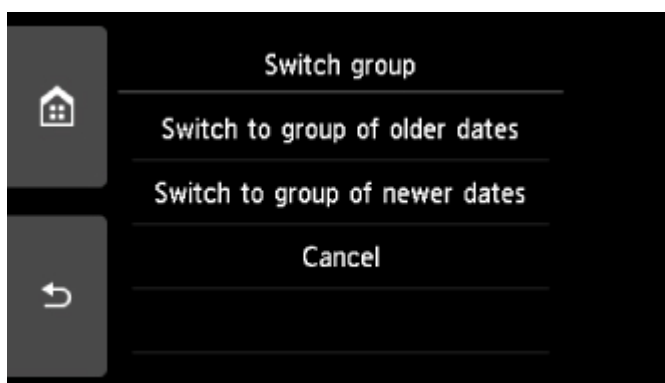 Switch group
Switch to group of older dates
Switch to group of newer dates
Cancel